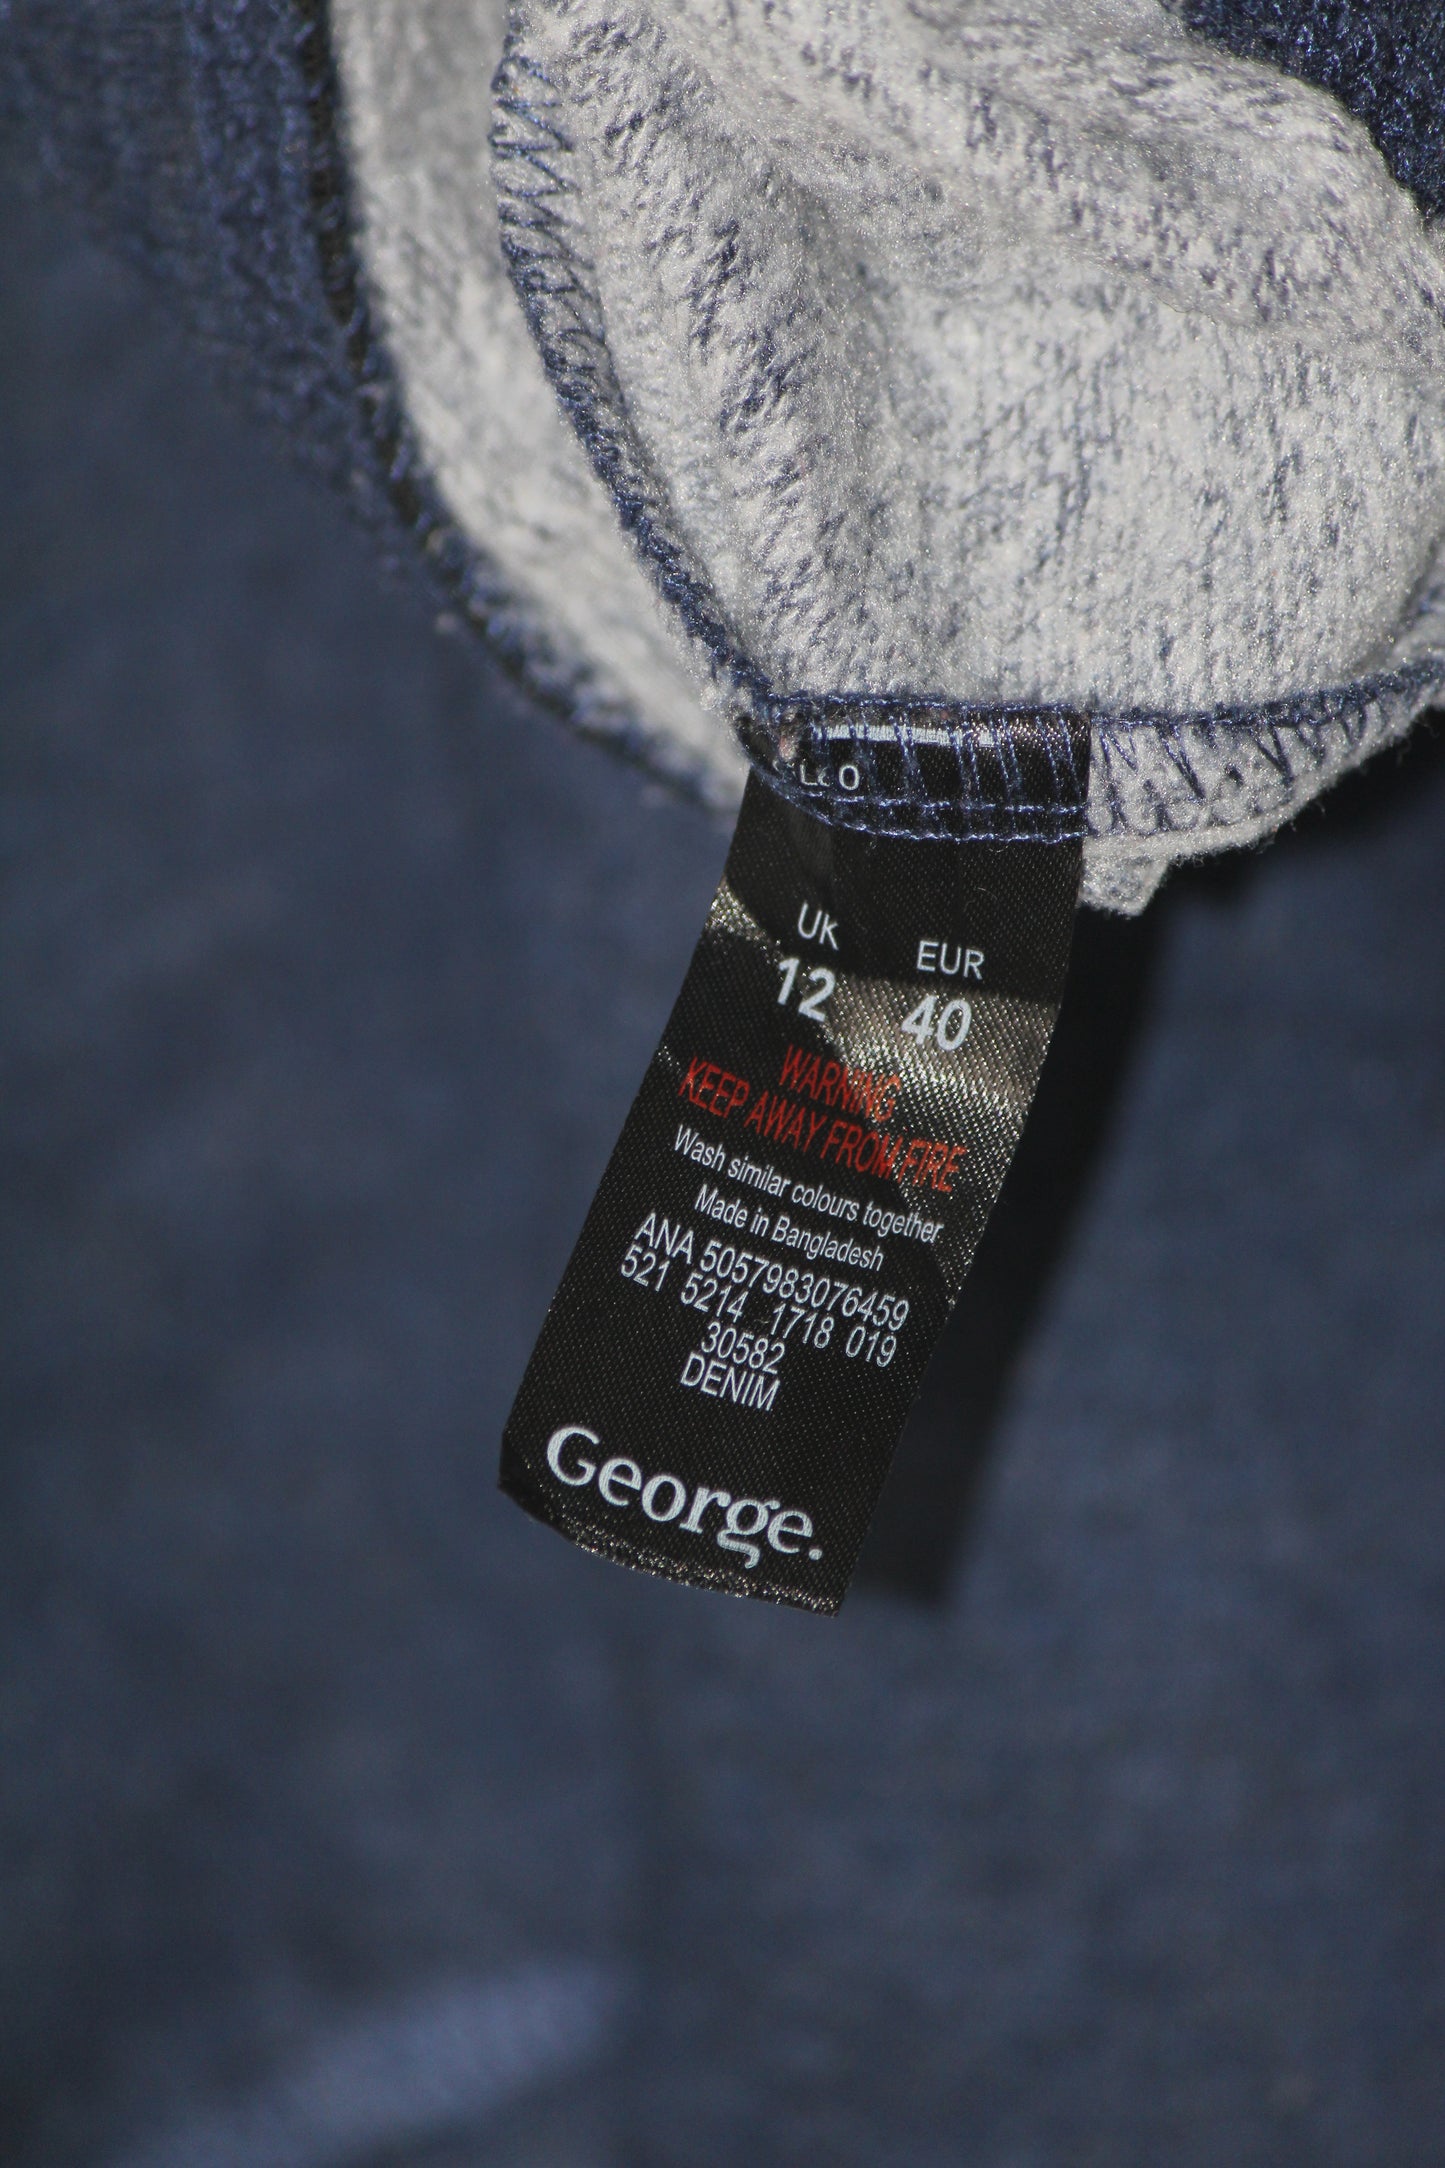 UK EUR
12 40
WARNING
KEEP AWAY FROM FIRE
Wash similar colours together
Made in Bangladesh
ANA 5057983076459
521 5214 1718 019
30582
DENIM
George.